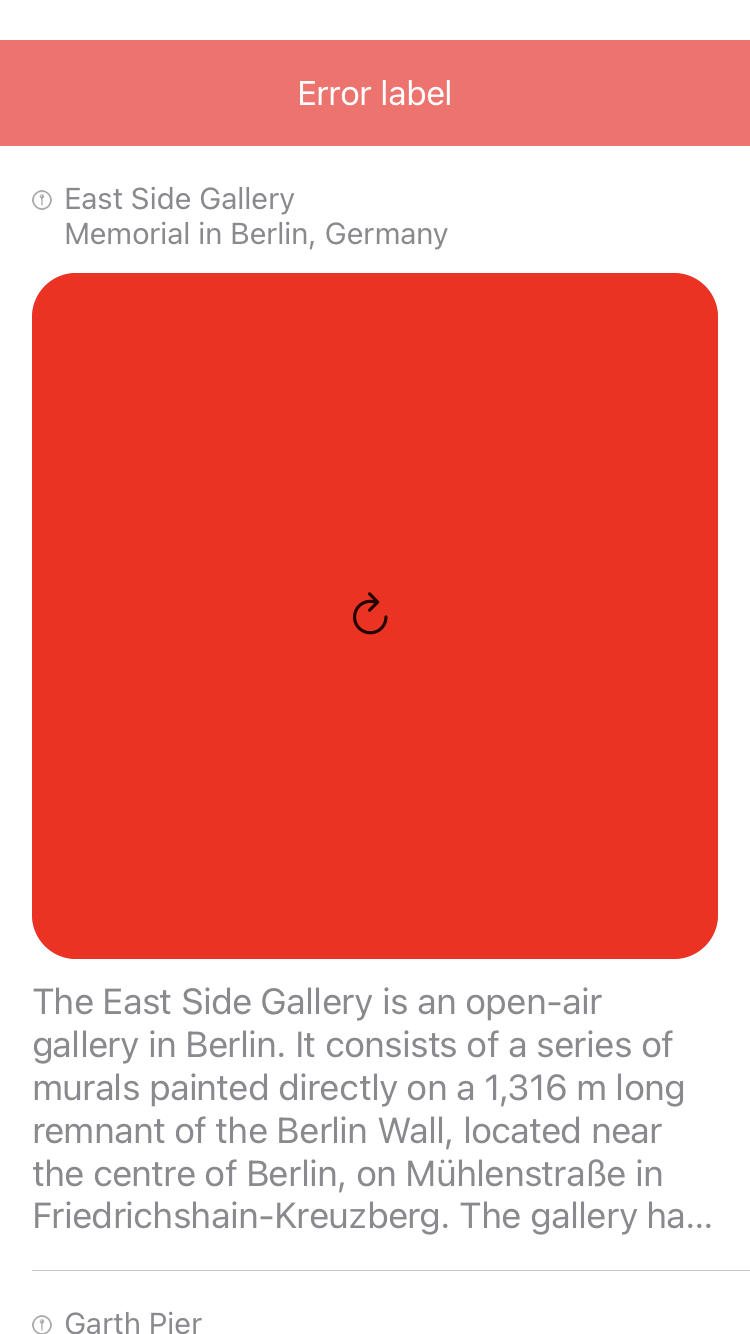 Error label
East Side Gallery
Memorial in Berlin, Germany
The East Side Gallery is an open-air
gallery in Berlin. It consists of a series of
murals painted directly on a 1,316 m long
remnant of the Berlin Wall, located near
the centre of Berlin, on Mühlenstraße in
Friedrichshain-Kreuzberg. The gallery ha...
Garth Pier